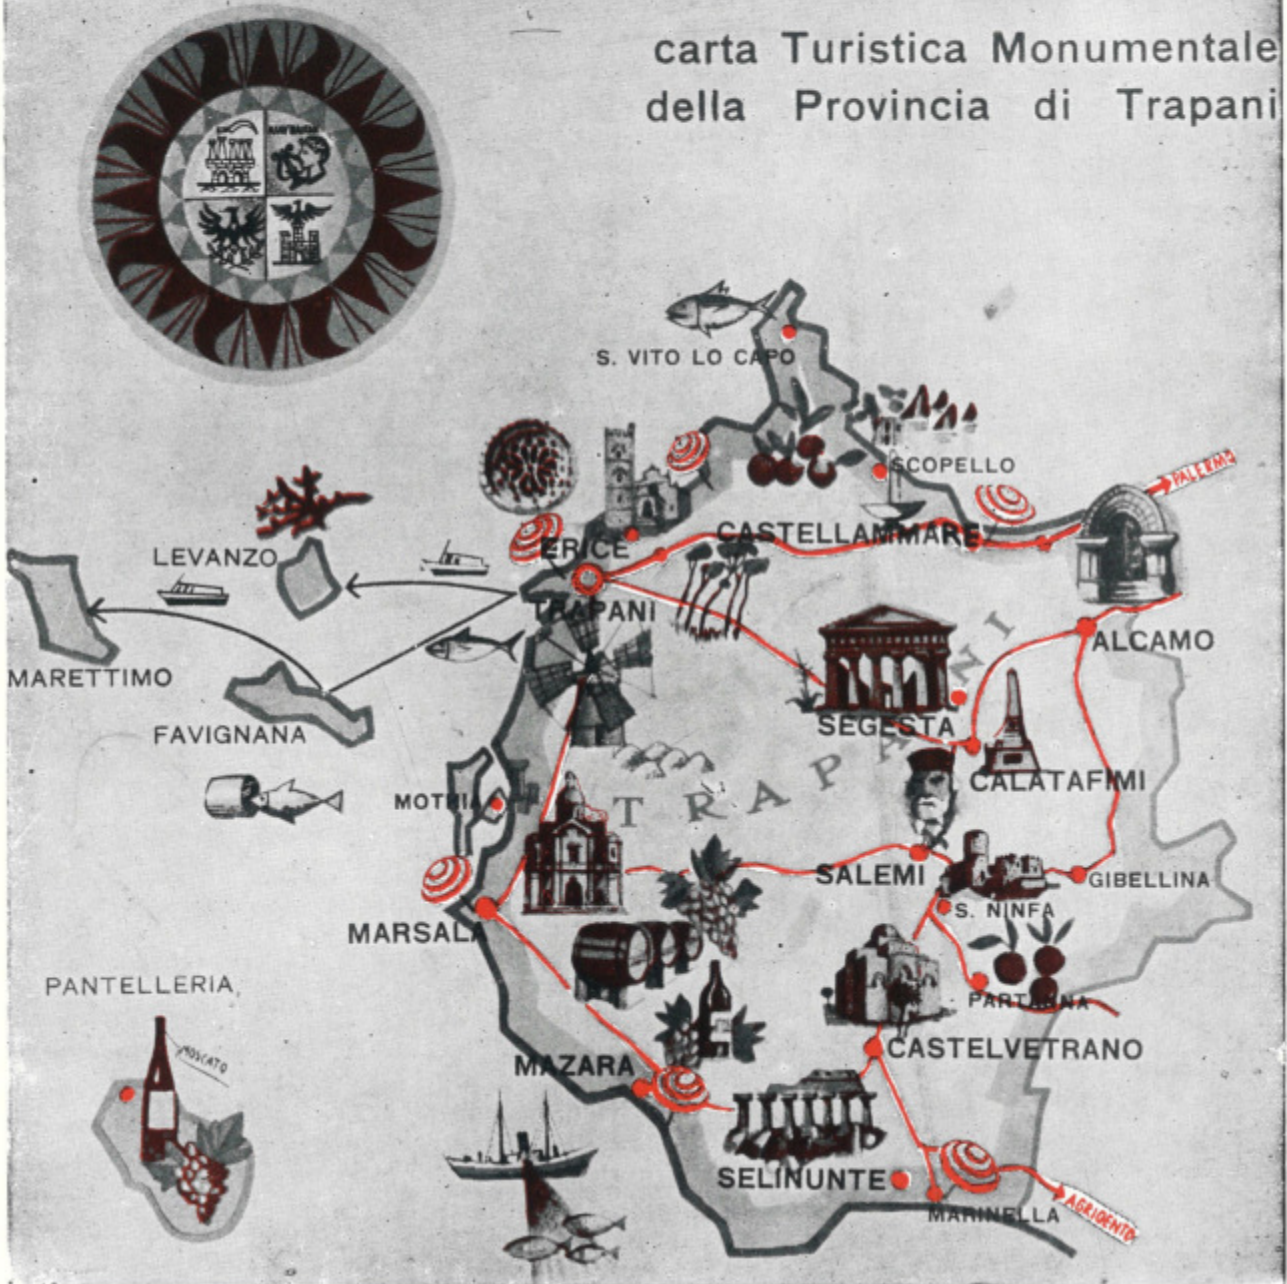 carta Turistica Monumentale
della Provincia di Trapani
S. VITO LO CAPO
SCOPELLO
PALERMO
CASTELLAMMARE
ERICE
LEVANZO
TRAPANI
ALCAMO
MARETTIMO
SEGESTA
FAVIGNANA
CALATAFIMI
MOTHIA
TRAPANI
SALEMI
GIBELLINA
S. NINFA
MARSALA
PANTELLERIA
PARTANNA
MOSCATO
CASTELVETRANO
MAZARA
SELINUNTE
MARINELLA
AGRIGENTO